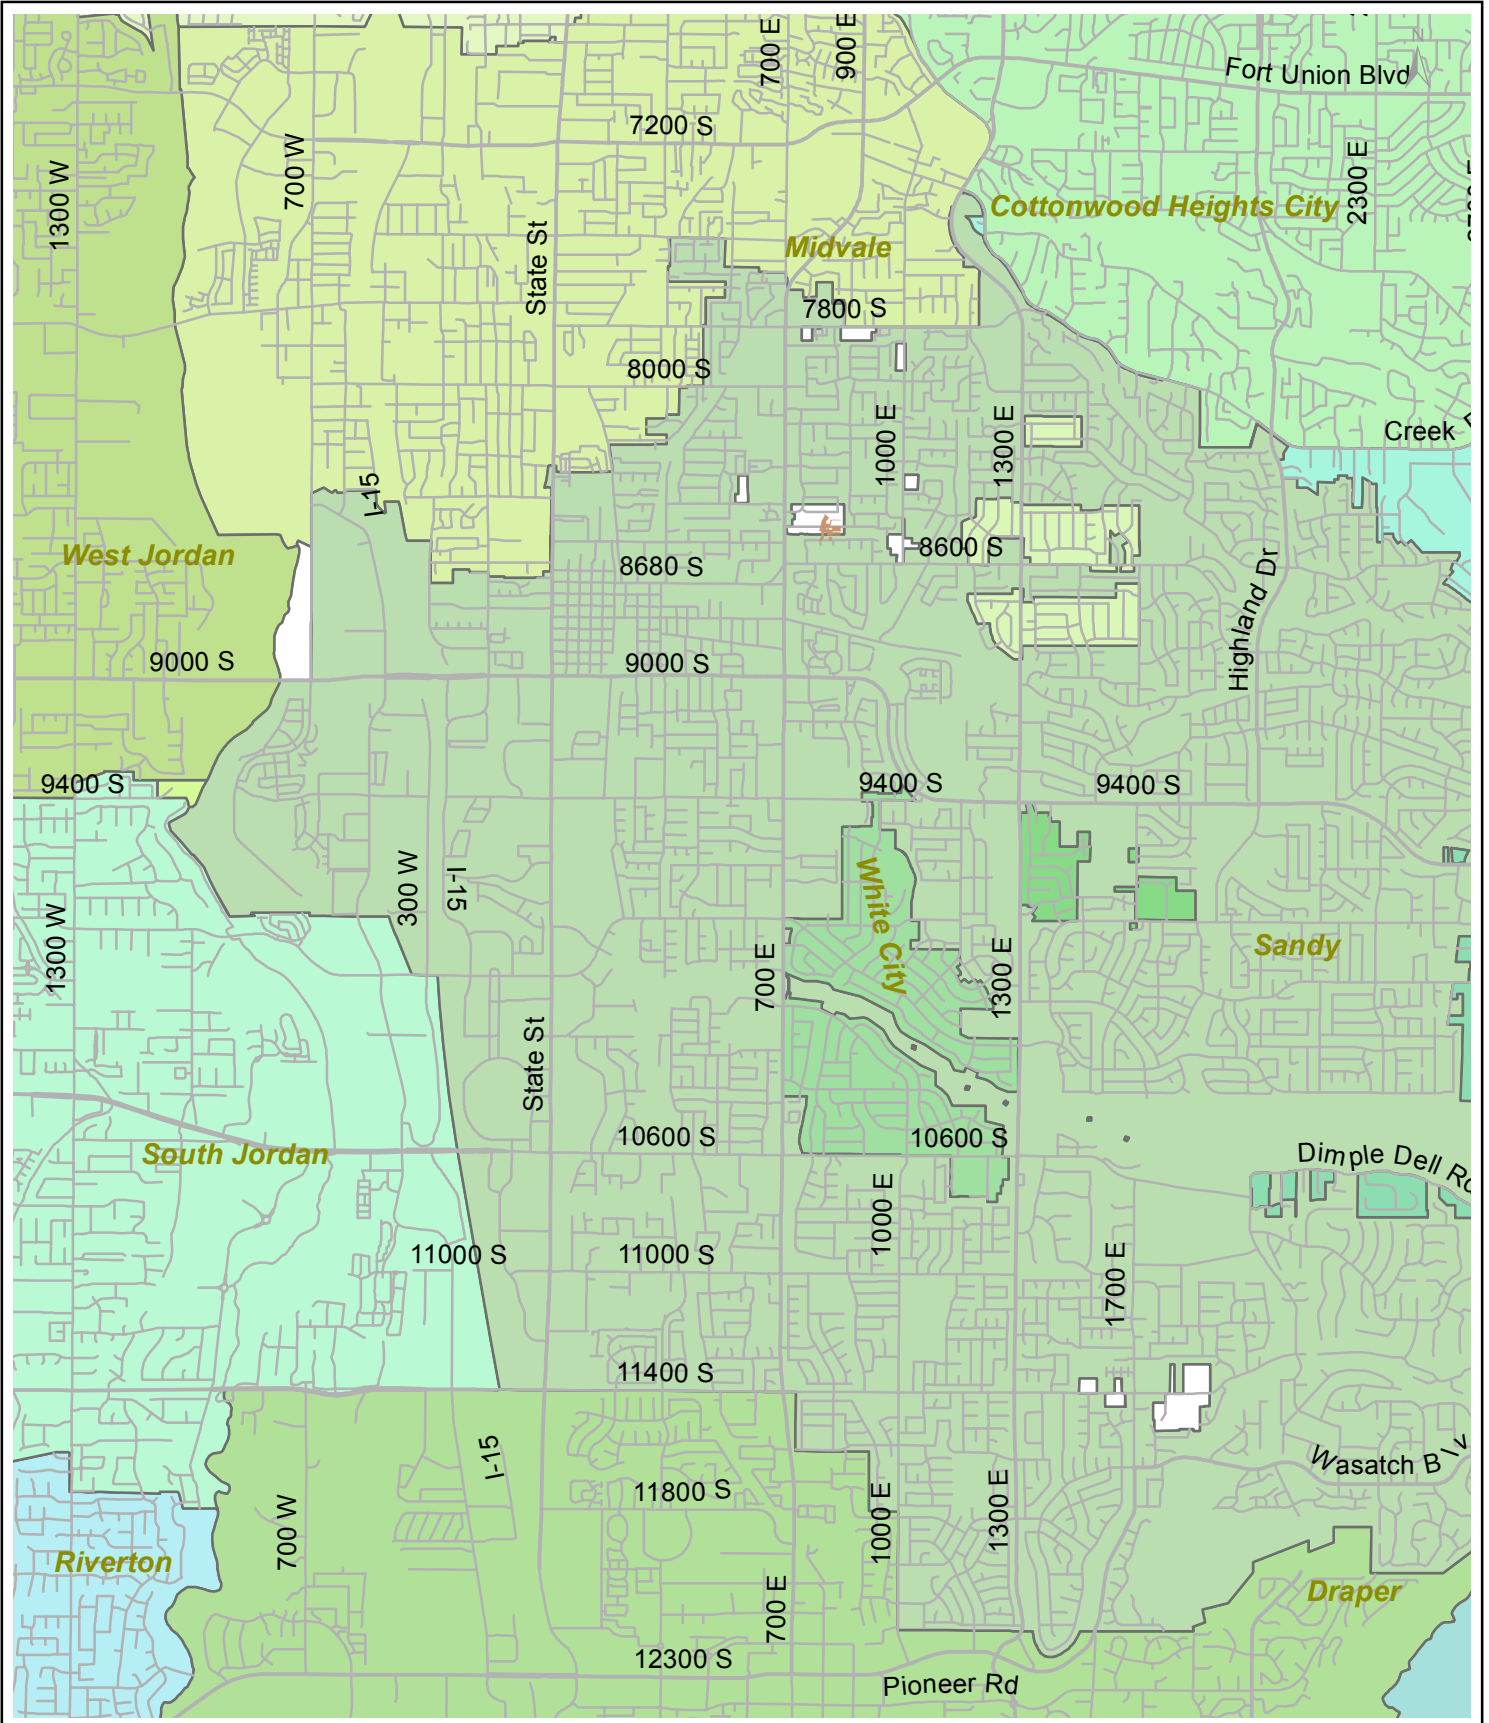 700 E
900 E
Fort Union Blvd
7200 S
1300 W
700 W
2300 E
Cottonwood Heights City
State St
Midvale
7800 S
8000 S
1000 E
1300 E
Creek
I-15
West Jordan
8680 S
8600 S
Highland Dr
9000 S
9000 S
9400 S
9400 S
9400 S
300 W
I-15
White City
1300 W
Sandy
700 E
1300 E
State St
10600 S
10600 S
South Jordan
Dimple Dell
1000 E
11000 S
11000 S
1700 E
11400 S
I-15
Wasatch Blv
11800 S
700 W
1000 E
1300 E
Riverton
Draper
700 E
12300 S
Pioneer Rd